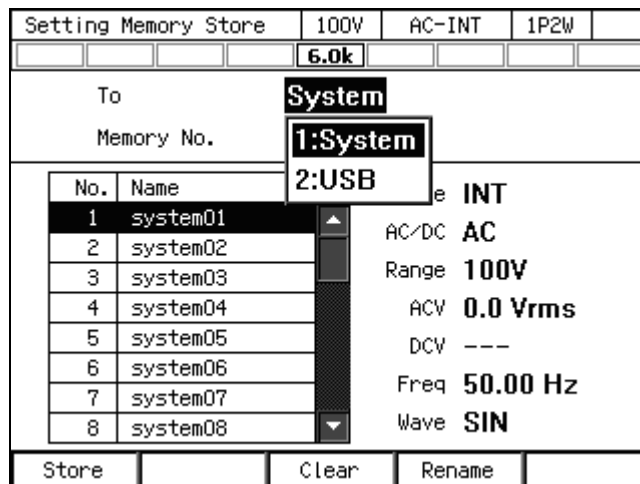 Setting Memory Store 100V AC-INT 1P2W
6.0k
To System
Memory No.
1:System
2:USB
No. Name
1 system01
2 system02
3 system03
4 system04
5 system05
6 system06
7 system07
8 system08
e INT
AC/DC AC
Range 100V
ACV 0.0 Vrms
DCV ---
Freq 50.00 Hz
Wave SIN
Store Clear Rename